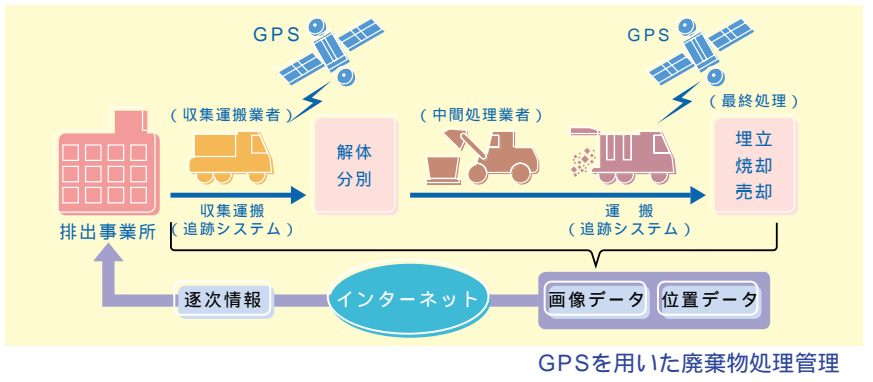 GPS
GPS
（収集運搬業者）
（中間処理業者）
（最終処理）
解体
分別
埋立
焼却
売却
収集運搬
（追跡システム）
運　搬
（追跡システム）
排出事業所
逐次情報
インターネット
画像データ
位置データ
GPSを用いた廃棄物処理管理